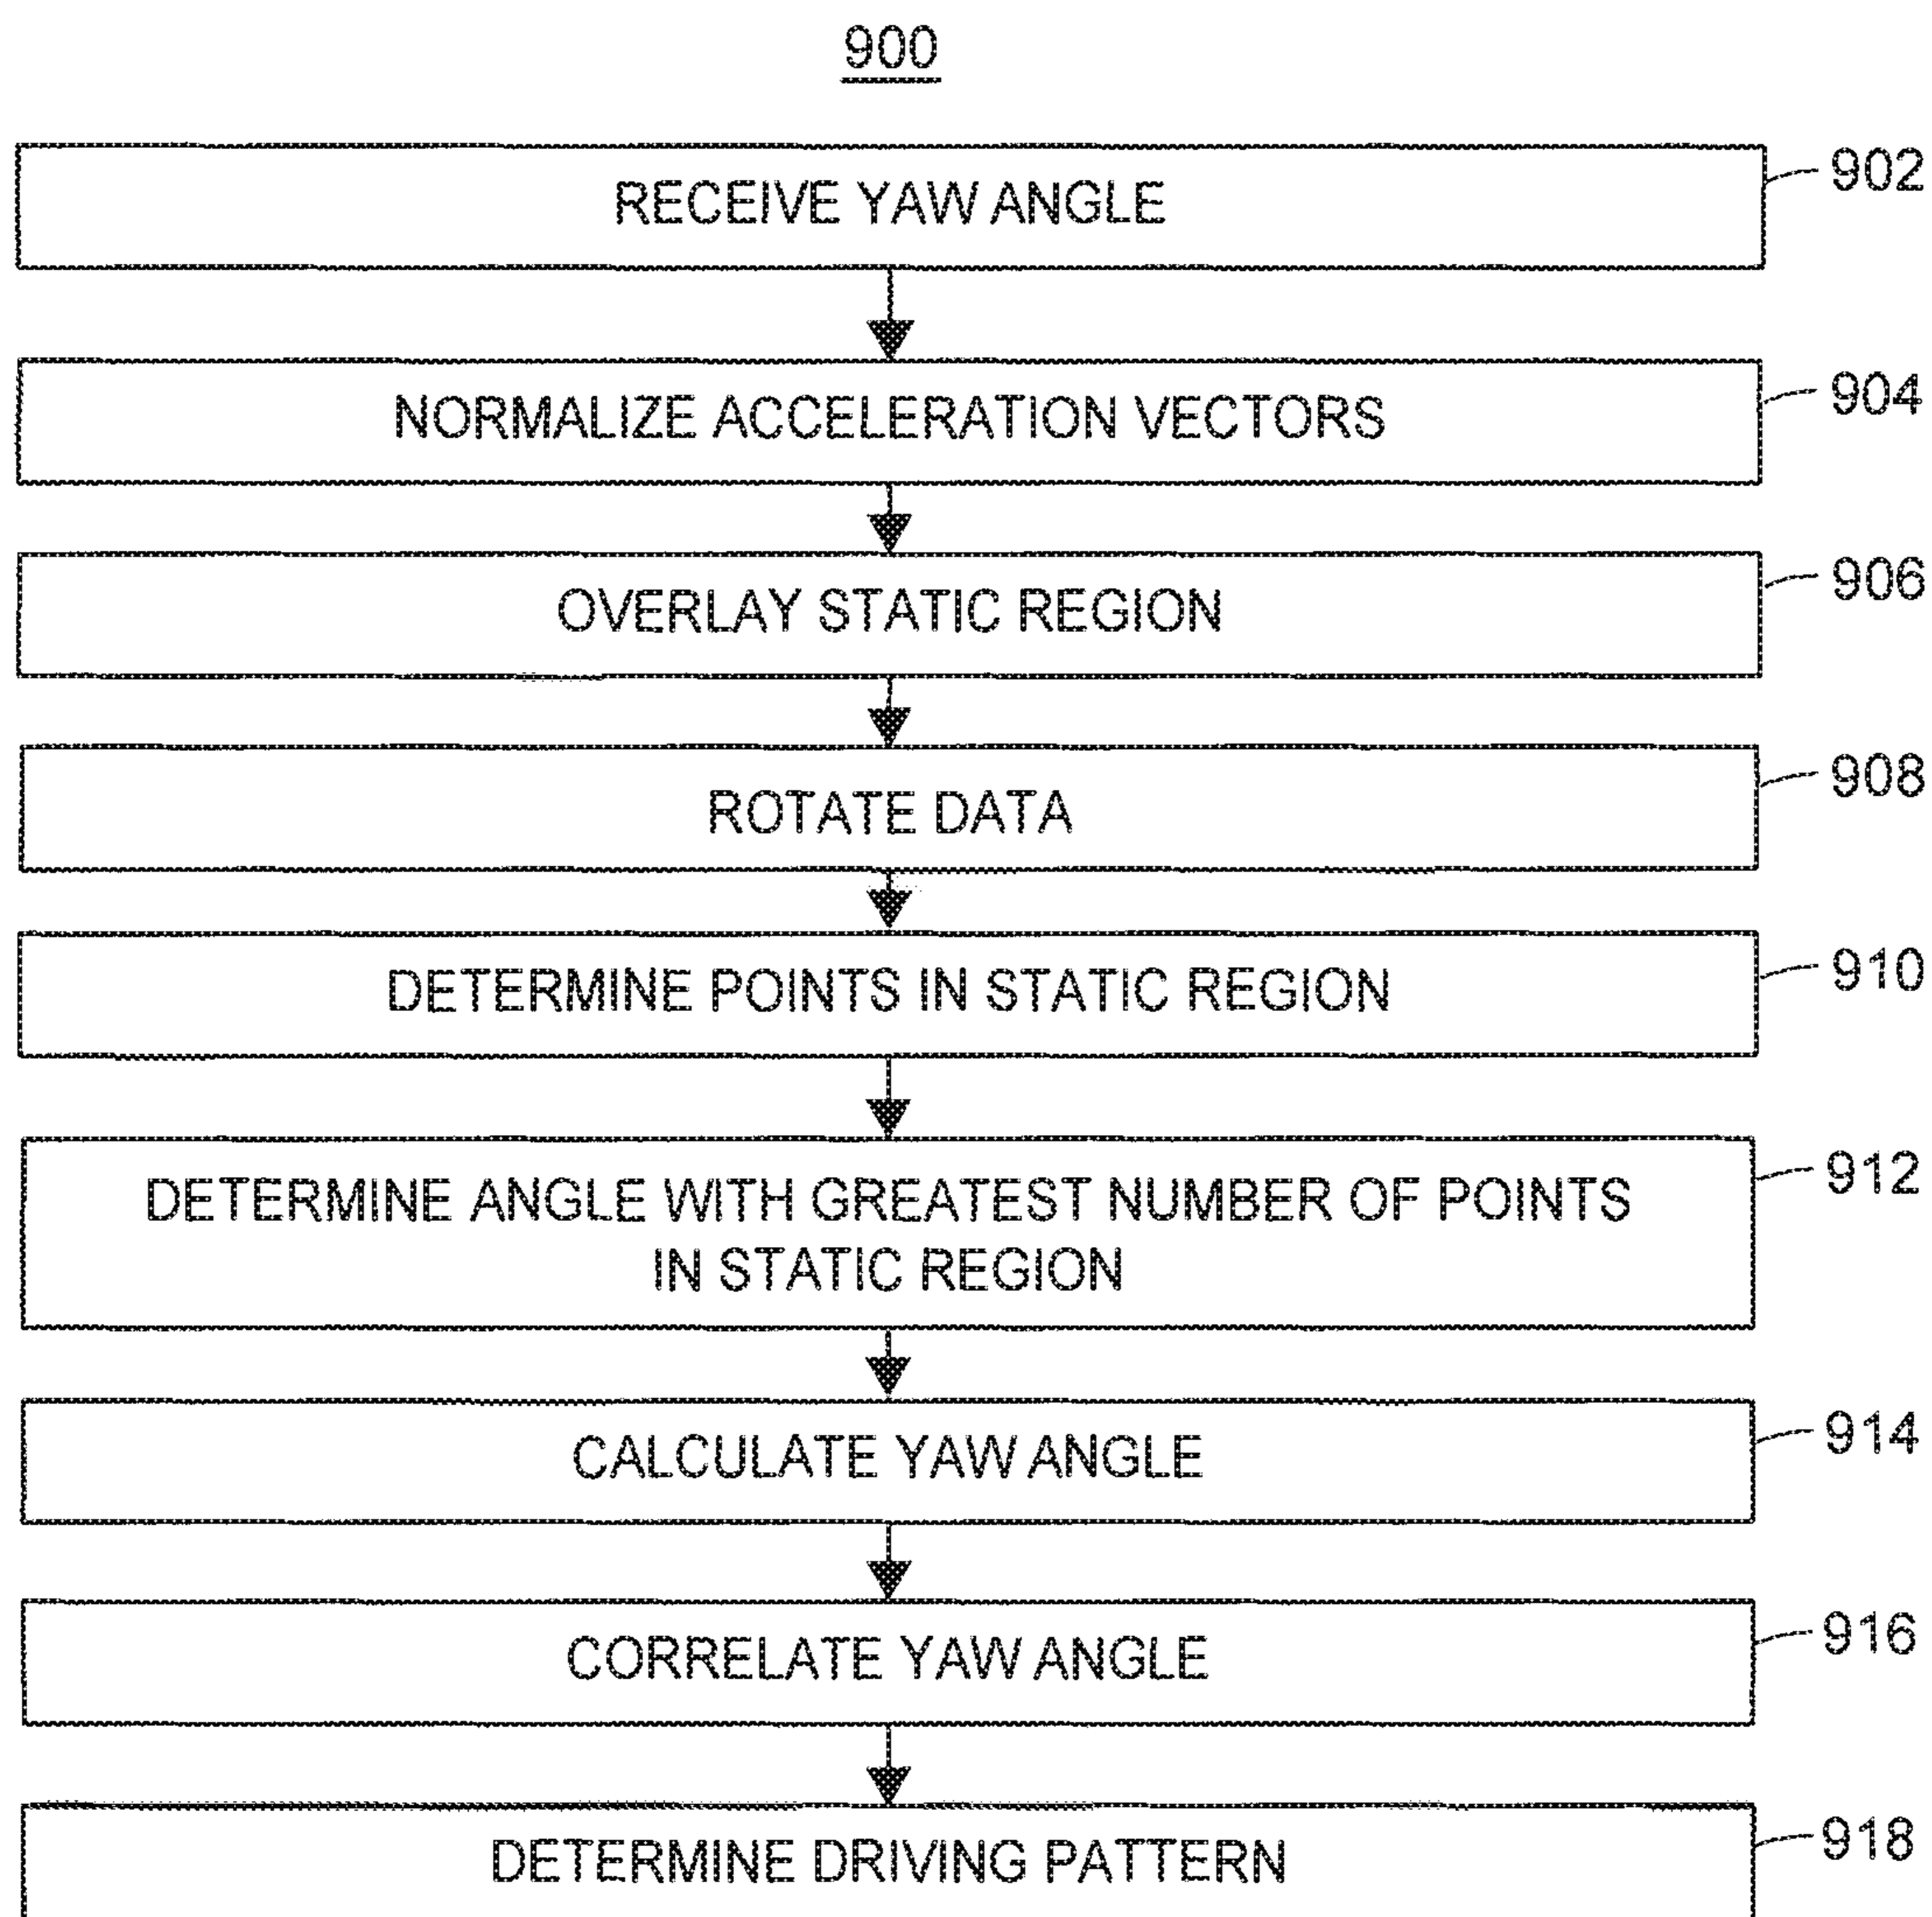 900
RECEIVE YAW ANGLE
902
NORMALIZE ACCELERATION VECTORS
904
OVERLAY STATIC REGION
906
ROTATE DATA
908
DETERMINE POINTS IN STATIC REGION
910
DETERMINE ANGLE WITH GREATEST NUMBER OF POINTS
IN STATIC REGION
912
CALCULATE YAW ANGLE
914
CORRELATE YAW ANGLE
916
DETERMINE DRIVING PATTERN
918